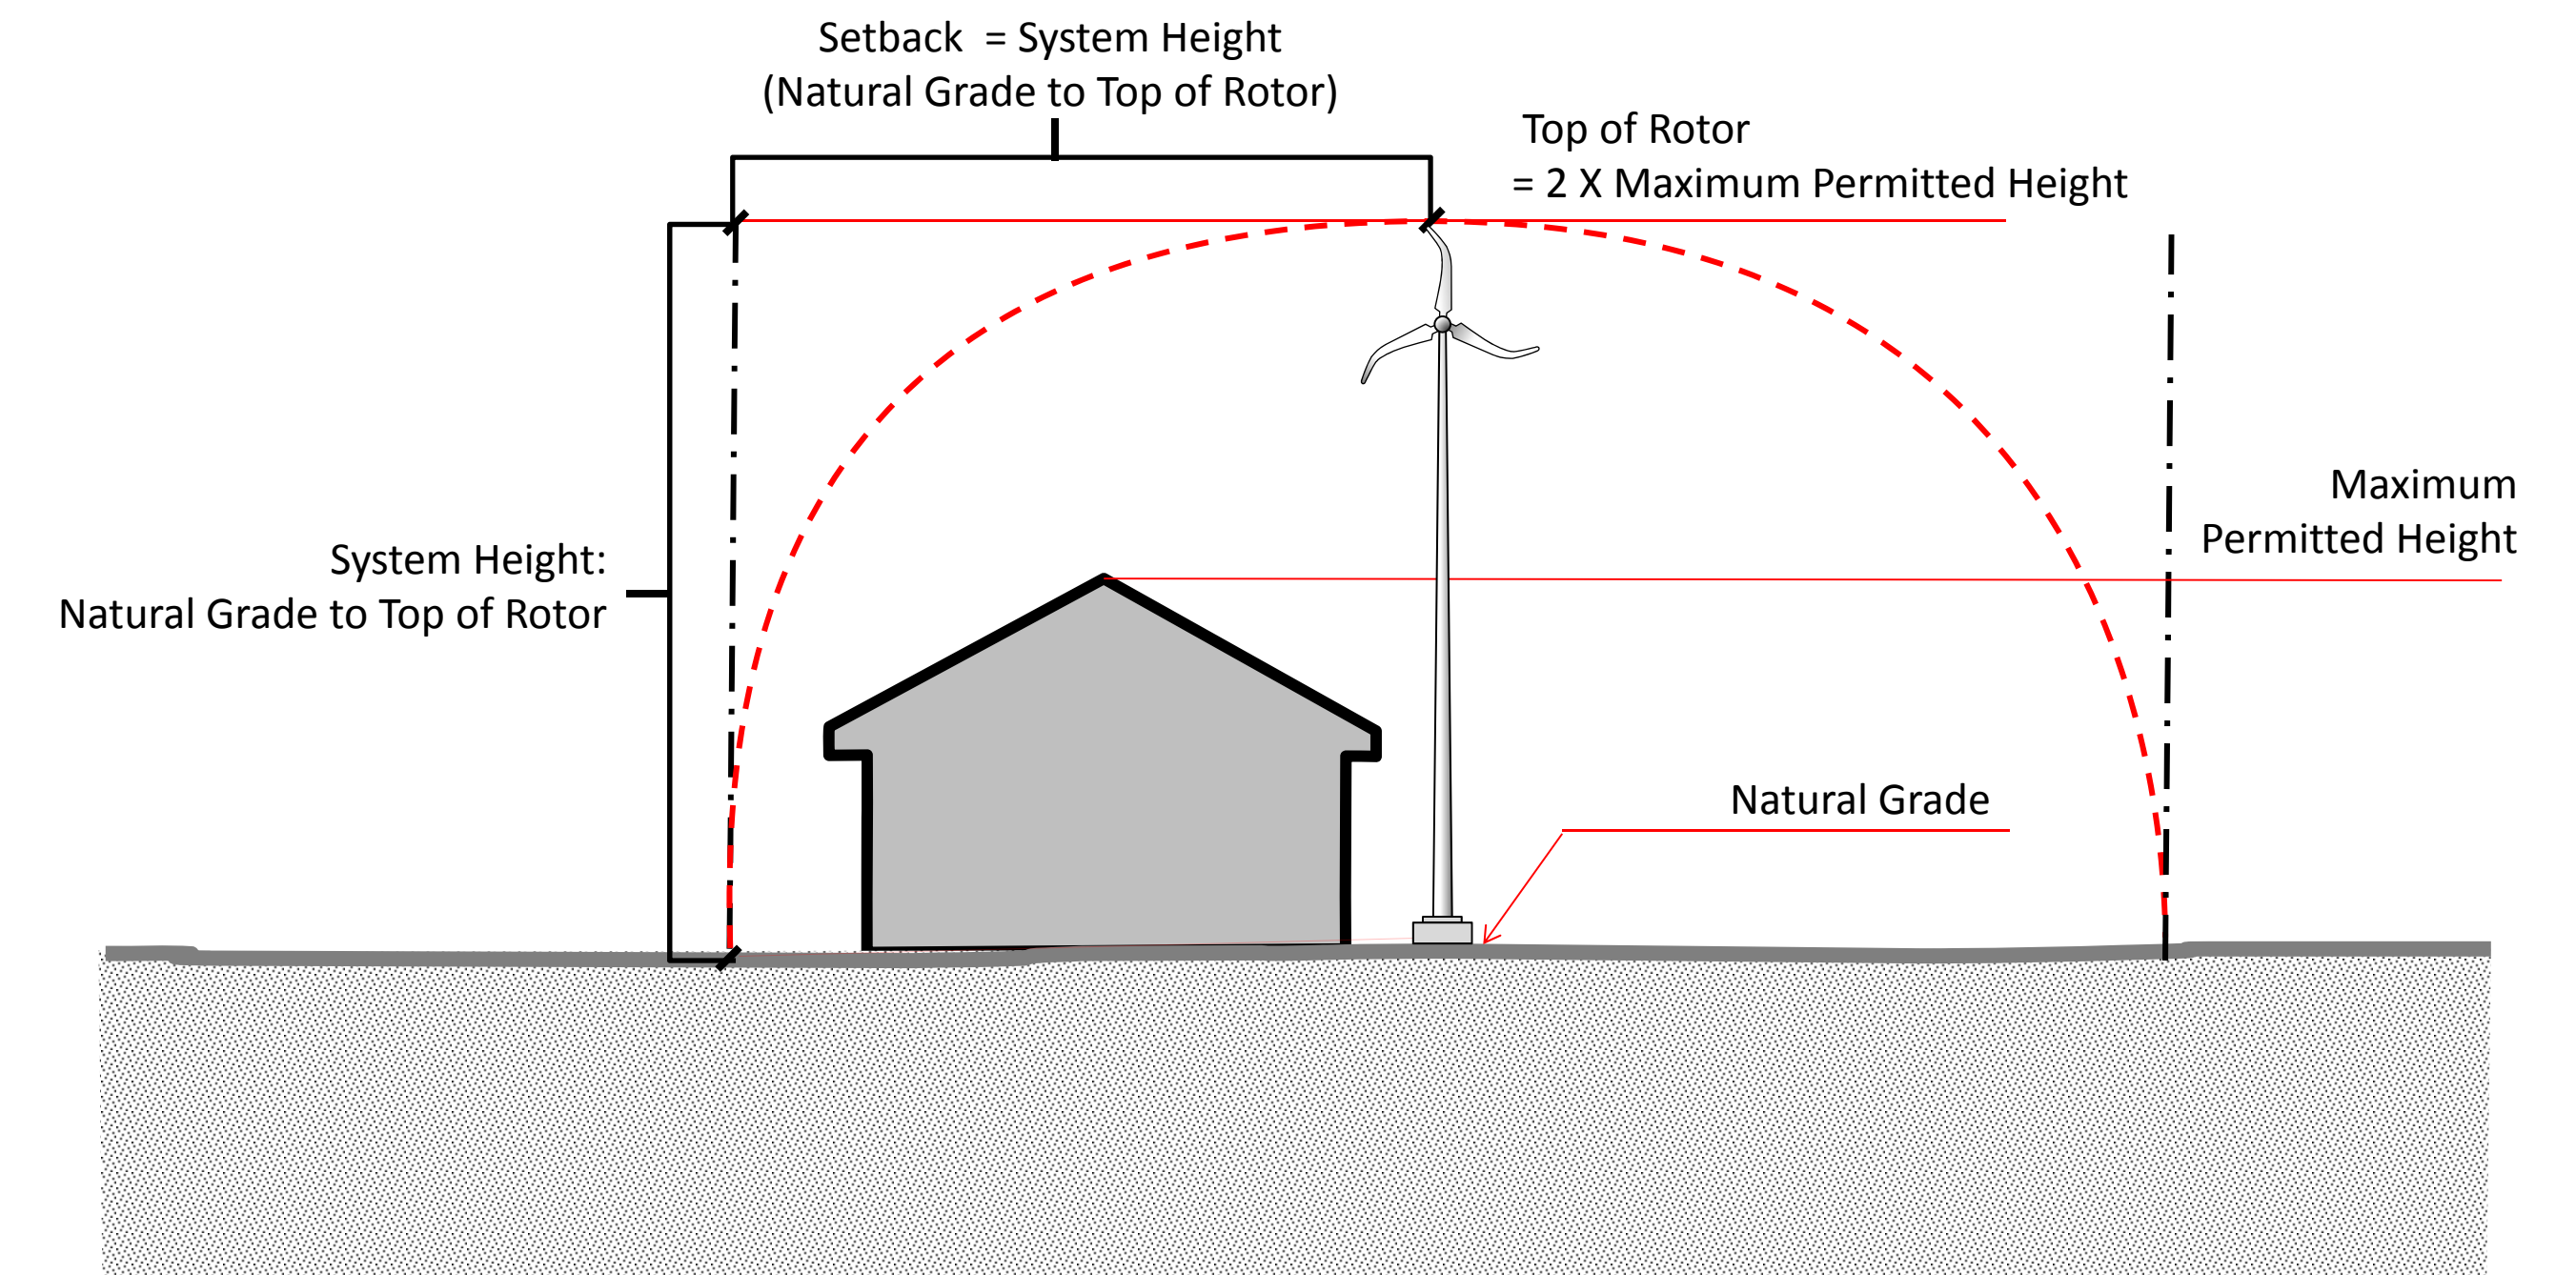 Setback = System Height
(Natural Grade to Top of Rotor)
Top of Rotor
= 2 X Maximum Permitted Height
Maximum
Permitted Height
System Height:
Natural Grade to Top of Rotor
Natural Grade